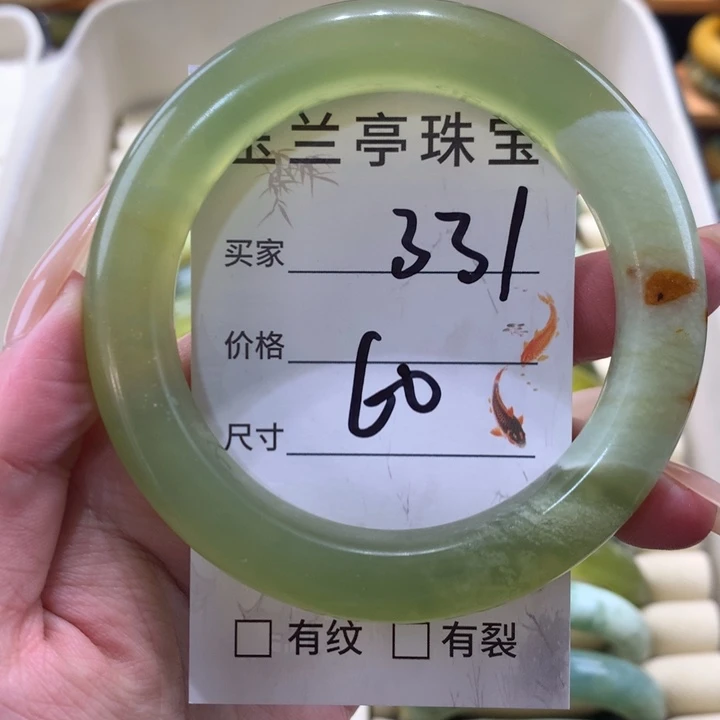 兰亭珠宝
买家 331
价格
尺寸 60
有纹 有裂